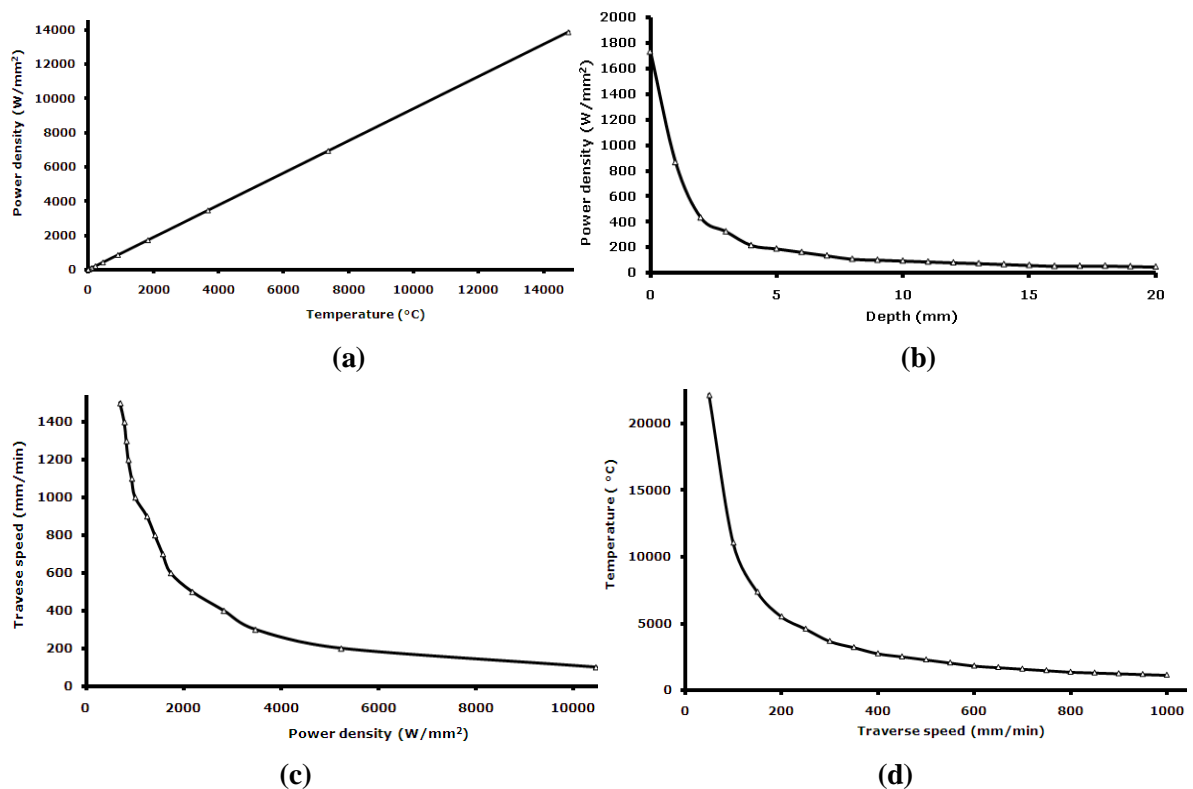 Power density (W/mm²)
14000
12000
10000
8000
6000
4000
2000
0
0 2000 4000 6000 8000 10000 12000 14000
Temperature (°C)
(a)
Power density (W/mm²)
2000
1800
1600
1400
1200
1000
800
600
400
200
0
0 5 10 15 20
Depth (mm)
(b)
Travese speed (mm/min)
1400
1200
1000
800
600
400
200
0
0 2000 4000 6000 8000 10000
Power density (W/mm²)
(c)
Temperature ( °C)
20000
15000
10000
5000
0
0 200 400 600 800 1000
Traverse speed (mm/min)
(d)